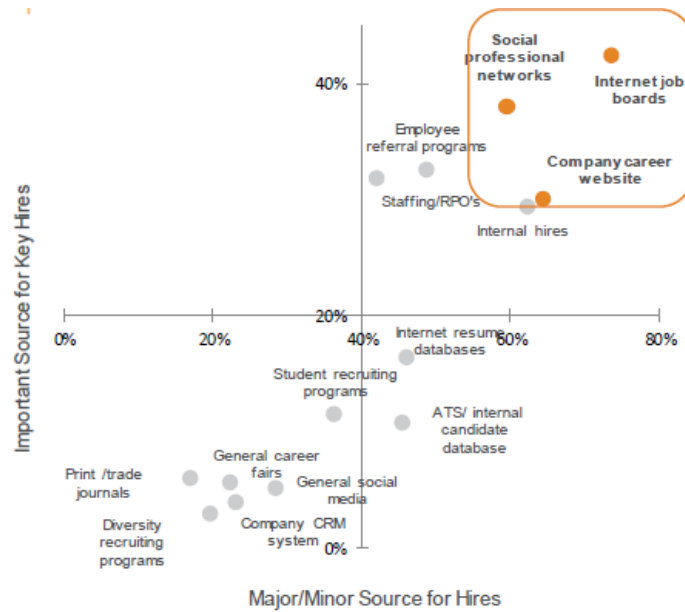 Social
professional
networks
Internet job
boards
40%
Employee
referral programs
Company career
website
Staffing/RPO's
Internal hires
Important Source for Key Hires
20%
0%
20%
40%
60%
80%
Internet resume
databases
Student recruiting
programs
ATS/ internal
candidate
database
General career
fairs
Print /trade
journals
General social
media
Diversity
recruiting
programs
Company CRM
system
0%
Major/Minor Source for Hires